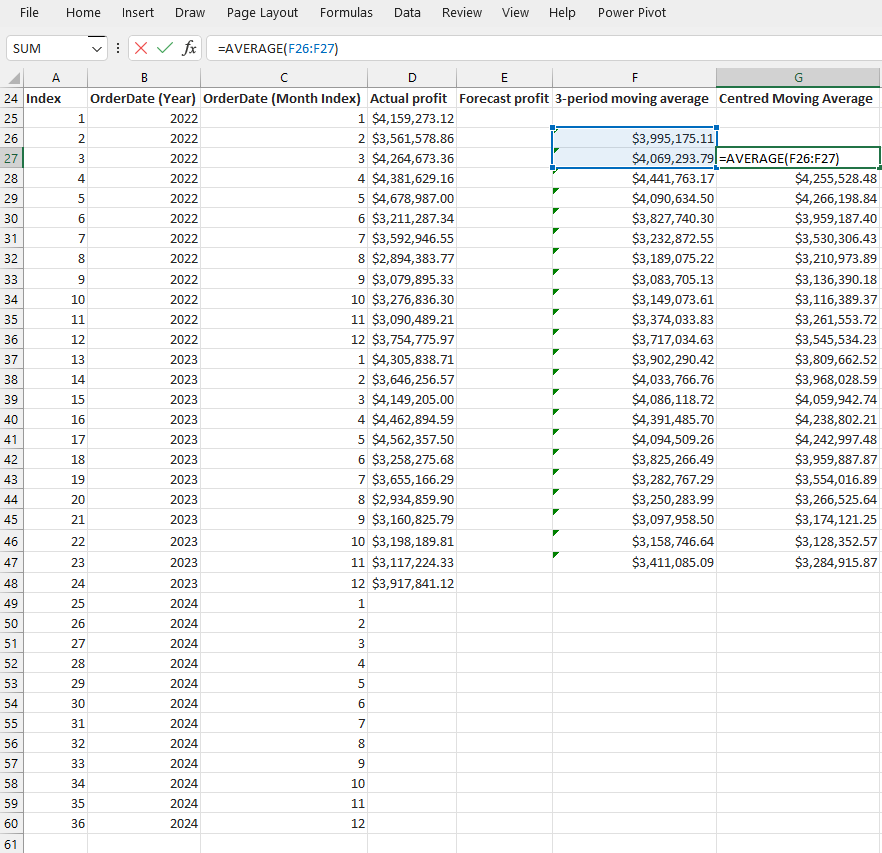 File Home Insert Draw Page Layout Formulas Data Review View Help Power Pivot
SUM fx =AVERAGE(F26:F27)
A B C D E F G
24 Index OrderDate (Year) OrderDate (Month Index) Actual profit Forecast profit 3-period moving average Centred Moving Average
25 1 2022 1 $4,159,273.12
26 2 2022 2 $3,561,578.86 $3,995,175.11
27 3 2022 3 $4,264,673.36 $4,069,293.79 =AVERAGE(F26:F27)
28 4 2022 4 $4,381,629.16 $4,441,763.17 $4,255,528.48
29 5 2022 5 $4,678,987.00 $4,090,634.50 $4,266,198.84
30 6 2022 6 $3,211,287.34 $3,827,740.30 $3,959,187.40
31 7 2022 7 $3,592,946.55 $3,232,872.55 $3,530,306.43
32 8 2022 8 $2,894,383.77 $3,189,075.22 $3,210,973.89
33 9 2022 9 $3,079,895.33 $3,083,705.13 $3,136,390.18
34 10 2022 10 $3,276,836.30 $3,149,073.61 $3,116,389.37
35 11 2022 11 $3,090,489.21 $3,374,033.83 $3,261,553.72
36 12 2022 12 $3,754,775.97 $3,717,034.63 $3,545,534.23
37 13 2023 1 $4,305,838.71 $3,902,290.42 $3,809,662.52
38 14 2023 2 $3,646,256.57 $4,033,766.76 $3,968,028.59
39 15 2023 3 $4,149,205.00 $4,086,118.72 $4,059,942.74
40 16 2023 4 $4,462,894.59 $4,391,485.70 $4,238,802.21
41 17 2023 5 $4,562,357.50 $4,094,509.26 $4,242,997.48
42 18 2023 6 $3,258,275.68 $3,825,266.49 $3,959,887.87
43 19 2023 7 $3,655,166.29 $3,282,767.29 $3,554,016.89
44 20 2023 8 $2,934,859.90 $3,250,283.99 $3,266,525.64
45 21 2023 9 $3,160,825.79 $3,097,958.50 $3,174,121.25
46 22 2023 10 $3,198,189.81 $3,158,746.64 $3,128,352.57
47 23 2023 11 $3,117,224.33 $3,411,085.09 $3,284,915.87
48 24 2023 12 $3,917,841.12
49 25 2024 1
50 26 2024 2
51 27 2024 3
52 28 2024 4
53 29 2024 5
54 30 2024 6
55 31 2024 7
56 32 2024 8
57 33 2024 9
58 34 2024 10
59 35 2024 11
60 36 2024 12
61